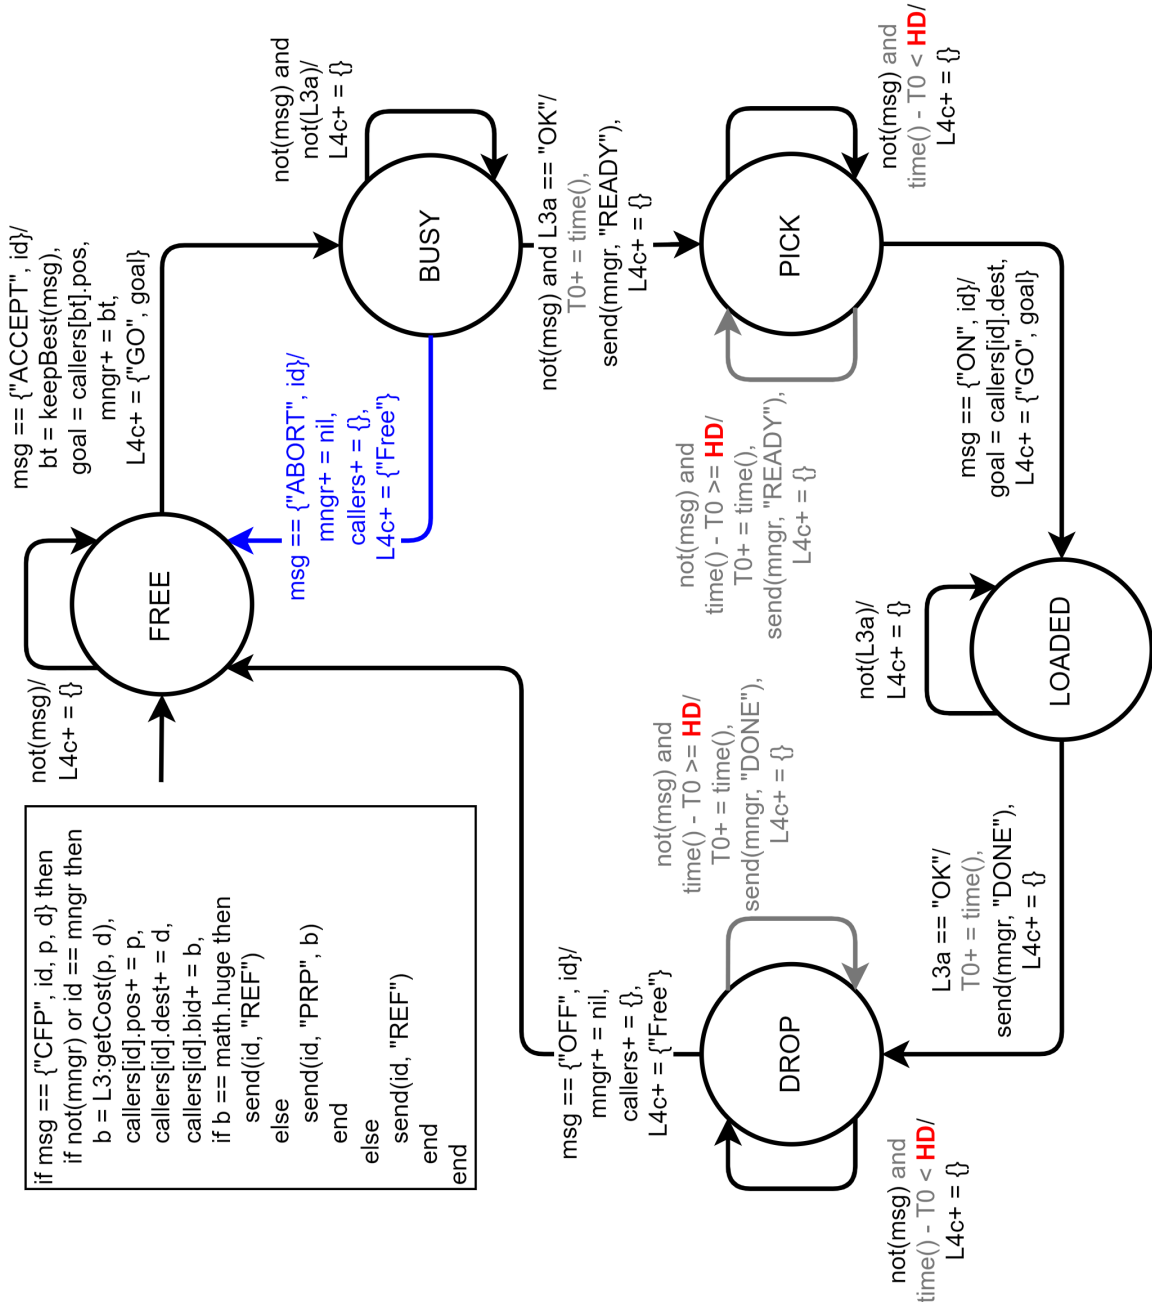 if msg == {"CFP", id, p, d} then
if not(mngr) or id == mngr then
b = L3:getCost(p, d),
callers[id].pos+ = p,
callers[id].dest+ = d,
callers[id].bid+ = b,
if b == math.huge then
send(id, "REF")
else
send(id, "PRP", b)
end
else
send(id, "REF")
end
end
not(msg)/
L4c+ = {}
FREE
msg == {"ACCEPT", id}/
bt = keepBest(msg),
goal = callers[bt].pos,
mngr+ = bt,
L4c+ = {"GO", goal}
msg == {"ABORT", id}/
mngr+ = nil,
callers+ = {},
L4c+ = {"Free"}
not(msg) and
not(L3a)/
L4c+ = {}
BUSY
not(msg) and L3a == "OK"/
T0+ = time(),
send(mngr, "READY"),
L4c+ = {}
msg == {"OFF", id}/
mngr+ = nil,
callers+ = {},
L4c+ = {"Free"}
not(msg) and
time() - T0 >= HD/
T0+ = time(),
send(mngr, "DONE"),
L4c+ = {}
not(msg) and
time() - T0 >= HD/
T0+ = time(),
send(mngr, "READY"),
L4c+ = {}
DROP
PICK
not(msg) and
time() - T0 < HD/
L4c+ = {}
not(msg) and
time() - T0 < HD/
L4c+ = {}
L3a == "OK"/
T0+ = time(),
send(mngr, "DONE"),
L4c+ = {}
not(L3a)/
L4c+ = {}
LOADED
msg == {"ON", id}/
goal = callers[id].dest,
L4c+ = {"GO", goal}